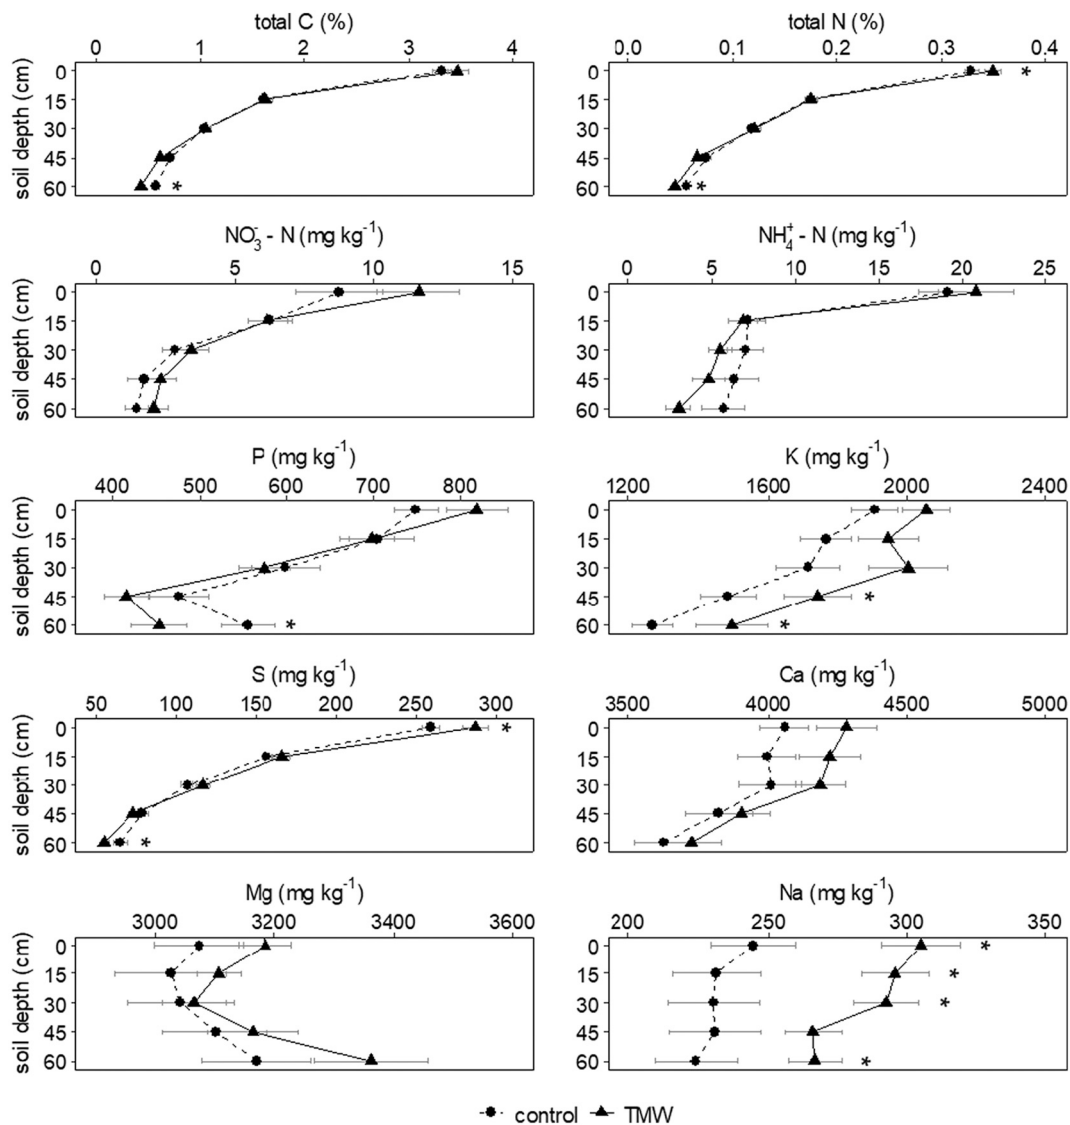 total C (%) total N (%)
0 1 2 3 4 0.0 0.1 0.2 0.3 0.4
soil depth (cm)
0 *
15
30
45
60 * *
NO₃⁻ - N (mg kg⁻¹) NH₄⁺ - N (mg kg⁻¹)
0 5 10 15 0 5 10 15 20 25
soil depth (cm)
0
15
30
45
60
P (mg kg⁻¹) K (mg kg⁻¹)
400 500 600 700 800 1200 1600 2000 2400
soil depth (cm)
0
15
30
45 *
60 * *
S (mg kg⁻¹) Ca (mg kg⁻¹)
50 100 150 200 250 300 3500 4000 4500 5000
soil depth (cm)
0 *
15
30
45
60 *
Mg (mg kg⁻¹) Na (mg kg⁻¹)
3000 3200 3400 3600 200 250 300 350
soil depth (cm)
0 *
15 *
30 *
45
60 *
control TMW